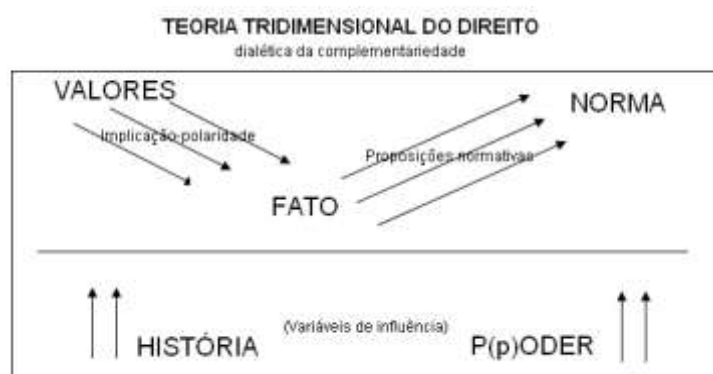 TEORIA TRIDIMENSIONAL DO DIREITO
dialética da complementariedade
VALORES
NORMA
Implicação-polaridade
Proposições normativas
FATO
(Variáveis de influência)
HISTÓRIA
P(p)ODER